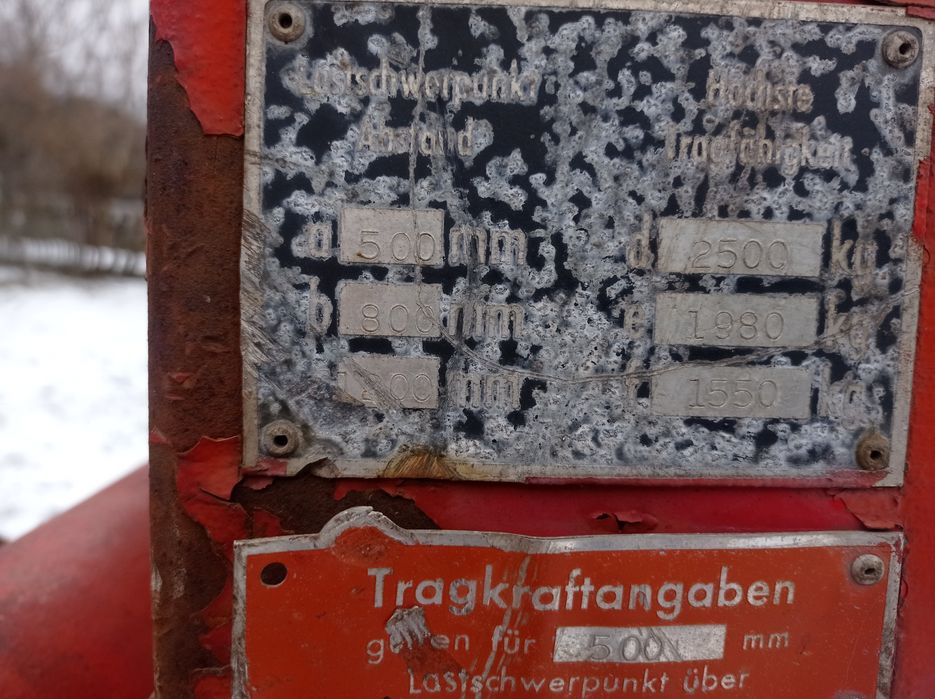 Lastschwerpunkt Höchste
Abstand Tragfähigkeit
a 500 mm d 2500 kg
b 800 mm e 1980 kg
1200 mm f 1550 kg
Tragkraftangaben
gelten für 500 mm
Lastschwerpunkt über